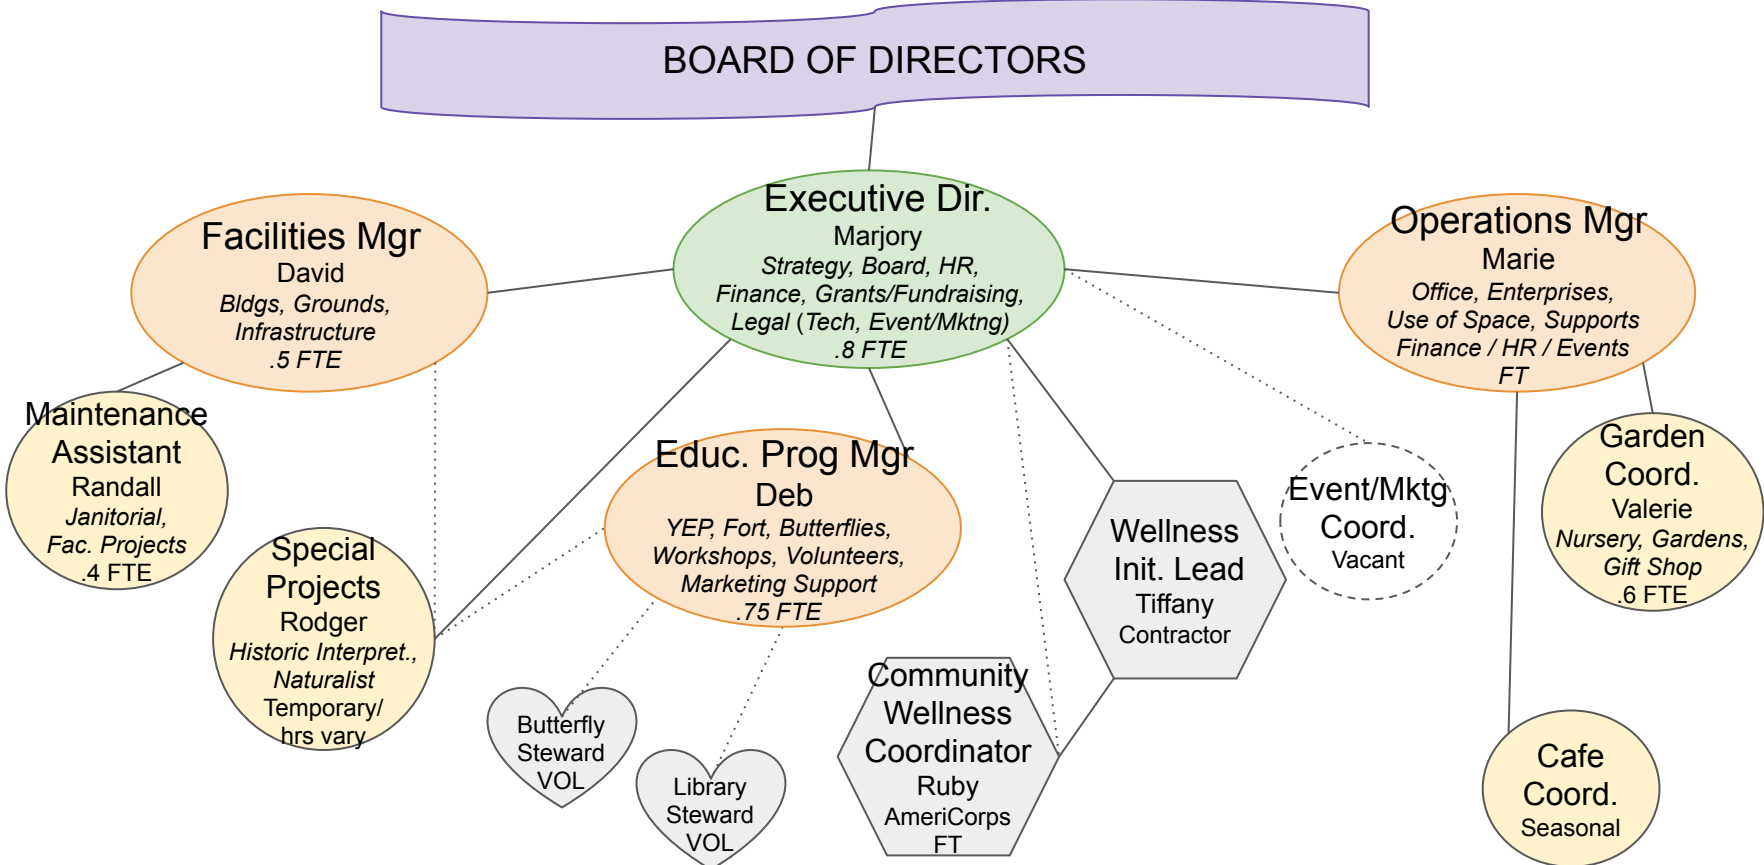 BOARD OF DIRECTORS
Executive Dir.
Marjory
Strategy, Board, HR,
Finance, Grants/Fundraising,
Legal (Tech, Event/Mktng)
.8 FTE
Facilities Mgr
David
Bldgs, Grounds,
Infrastructure
.5 FTE
Operations Mgr
Marie
Office, Enterprises,
Use of Space, Supports
Finance / HR / Events
FT
Maintenance
Assistant
Randall
Janitorial,
Fac. Projects
.4 FTE
Special
Projects
Rodger
Historic Interpret.,
Naturalist
Temporary/
hrs vary
Educ. Prog Mgr
Deb
YEP, Fort, Butterflies,
Workshops, Volunteers,
Marketing Support
.75 FTE
Butterfly
Steward
VOL
Library
Steward
VOL
Community
Wellness
Coordinator
Ruby
AmeriCorps
FT
Wellness
Init. Lead
Tiffany
Contractor
Event/Mktg
Coord.
Vacant
Garden
Coord.
Valerie
Nursery, Gardens,
Gift Shop
.6 FTE
Cafe
Coord.
Seasonal